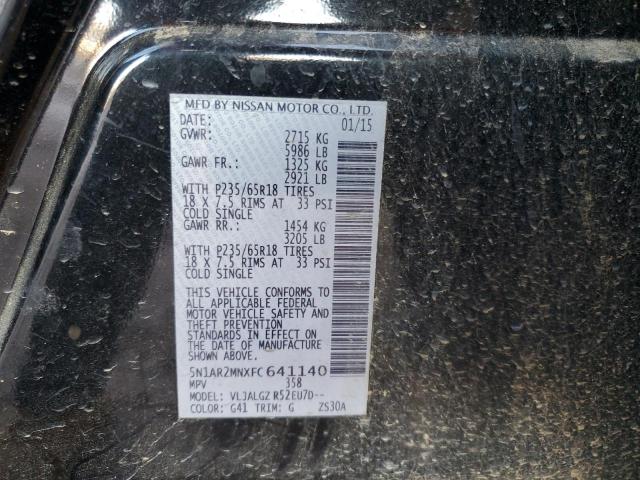 MFD BY NISSAN MOTOR CO., LTD.
DATE: 01/15
GVWR: 2715 KG
5986 LB
GAWR FR.: 1325 KG
2921 LB
WITH P235/65R18 TIRES
18 X 7.5 RIMS AT 33 PSI
COLD SINGLE
GAWR RR.: 1454 KG
3205 LB
WITH P235/65R18 TIRES
18 X 7.5 RIMS AT 33 PSI
COLD SINGLE
THIS VEHICLE CONFORMS TO
ALL APPLICABLE FEDERAL
MOTOR VEHICLE SAFETY AND
THEFT PREVENTION
STANDARDS IN EFFECT ON
THE DATE OF MANUFACTURE
SHOWN ABOVE.
5N1AR2MNXFC641140
MPV 358
MODEL: VLJALGZ R52EU7D--
COLOR: G41 TRIM: G ZS30A